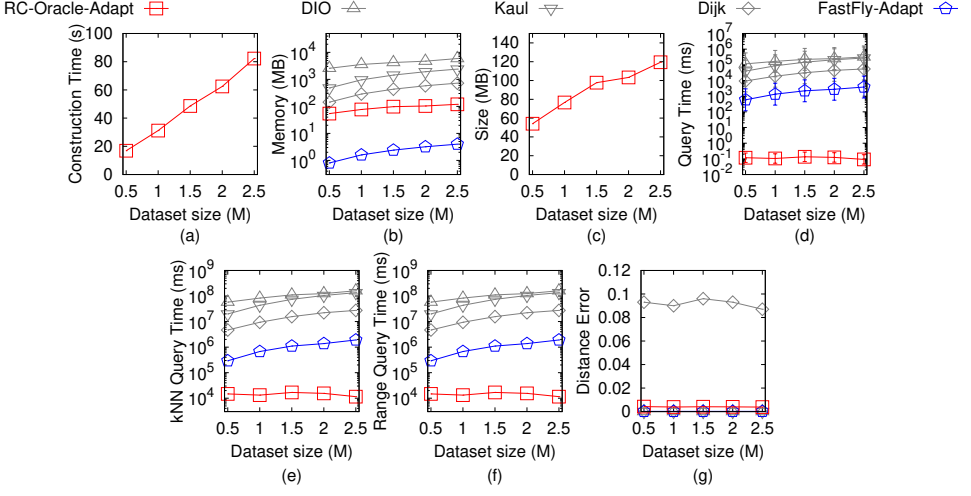 RC-Oracle-Adapt DIO Kaul Dijk FastFly-Adapt
Construction Time (s)
100
80
60
40
20
0
0.5 1 1.5 2 2.5
Dataset size (M)
(a)
Memory (MB)
10^4
10^3
10^2
10^1
10^0
0.5 1 1.5 2 2.5
Dataset size (M)
(b)
Size (MB)
140
120
100
80
60
40
20
0
0.5 1 1.5 2 2.5
Dataset size (M)
(c)
Query Time (ms)
10^7
10^6
10^5
10^4
10^3
10^2
10^1
10^0
10^-1
10^-2
0.5 1 1.5 2 2.5
Dataset size (M)
(d)
kNN Query Time (ms)
10^9
10^8
10^7
10^6
10^5
10^4
0.5 1 1.5 2 2.5
Dataset size (M)
(e)
Range Query Time (ms)
10^9
10^8
10^7
10^6
10^5
10^4
0.5 1 1.5 2 2.5
Dataset size (M)
(f)
Distance Error
0.12
0.1
0.08
0.06
0.04
0.02
0
0.5 1 1.5 2 2.5
Dataset size (M)
(g)